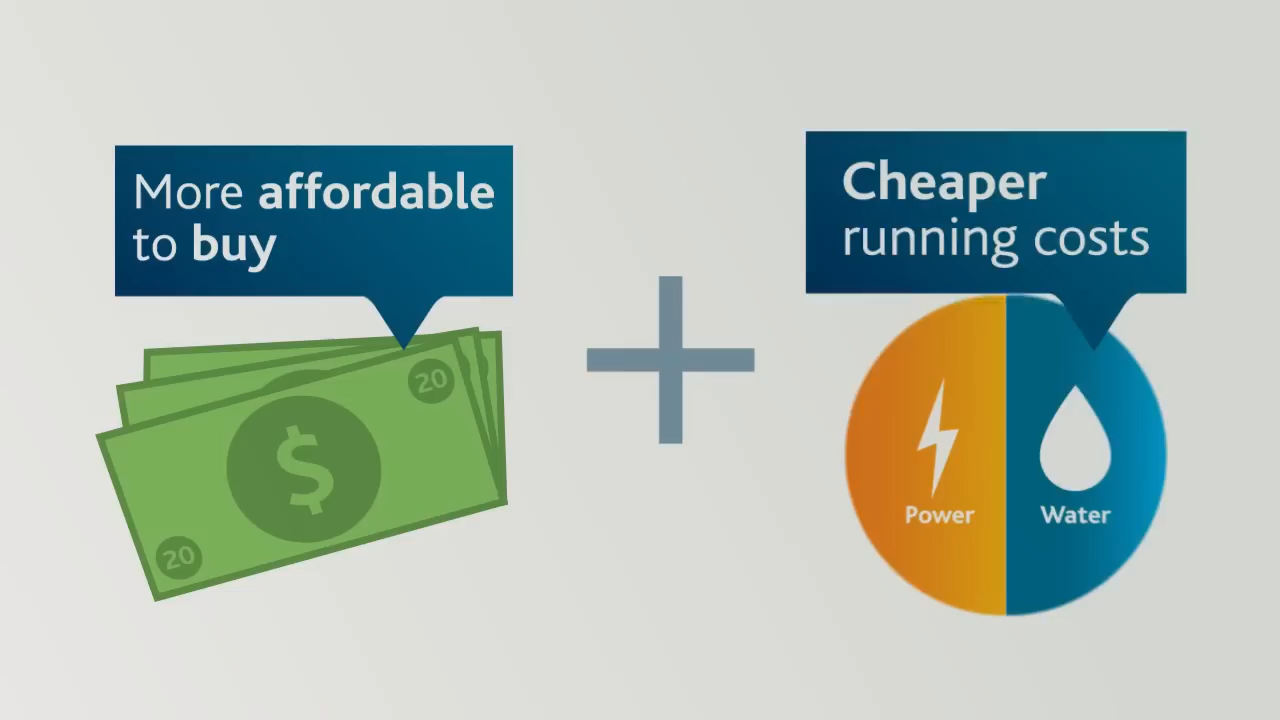 More affordable
to buy
Cheaper
running costs
20
$
20
Power
Water